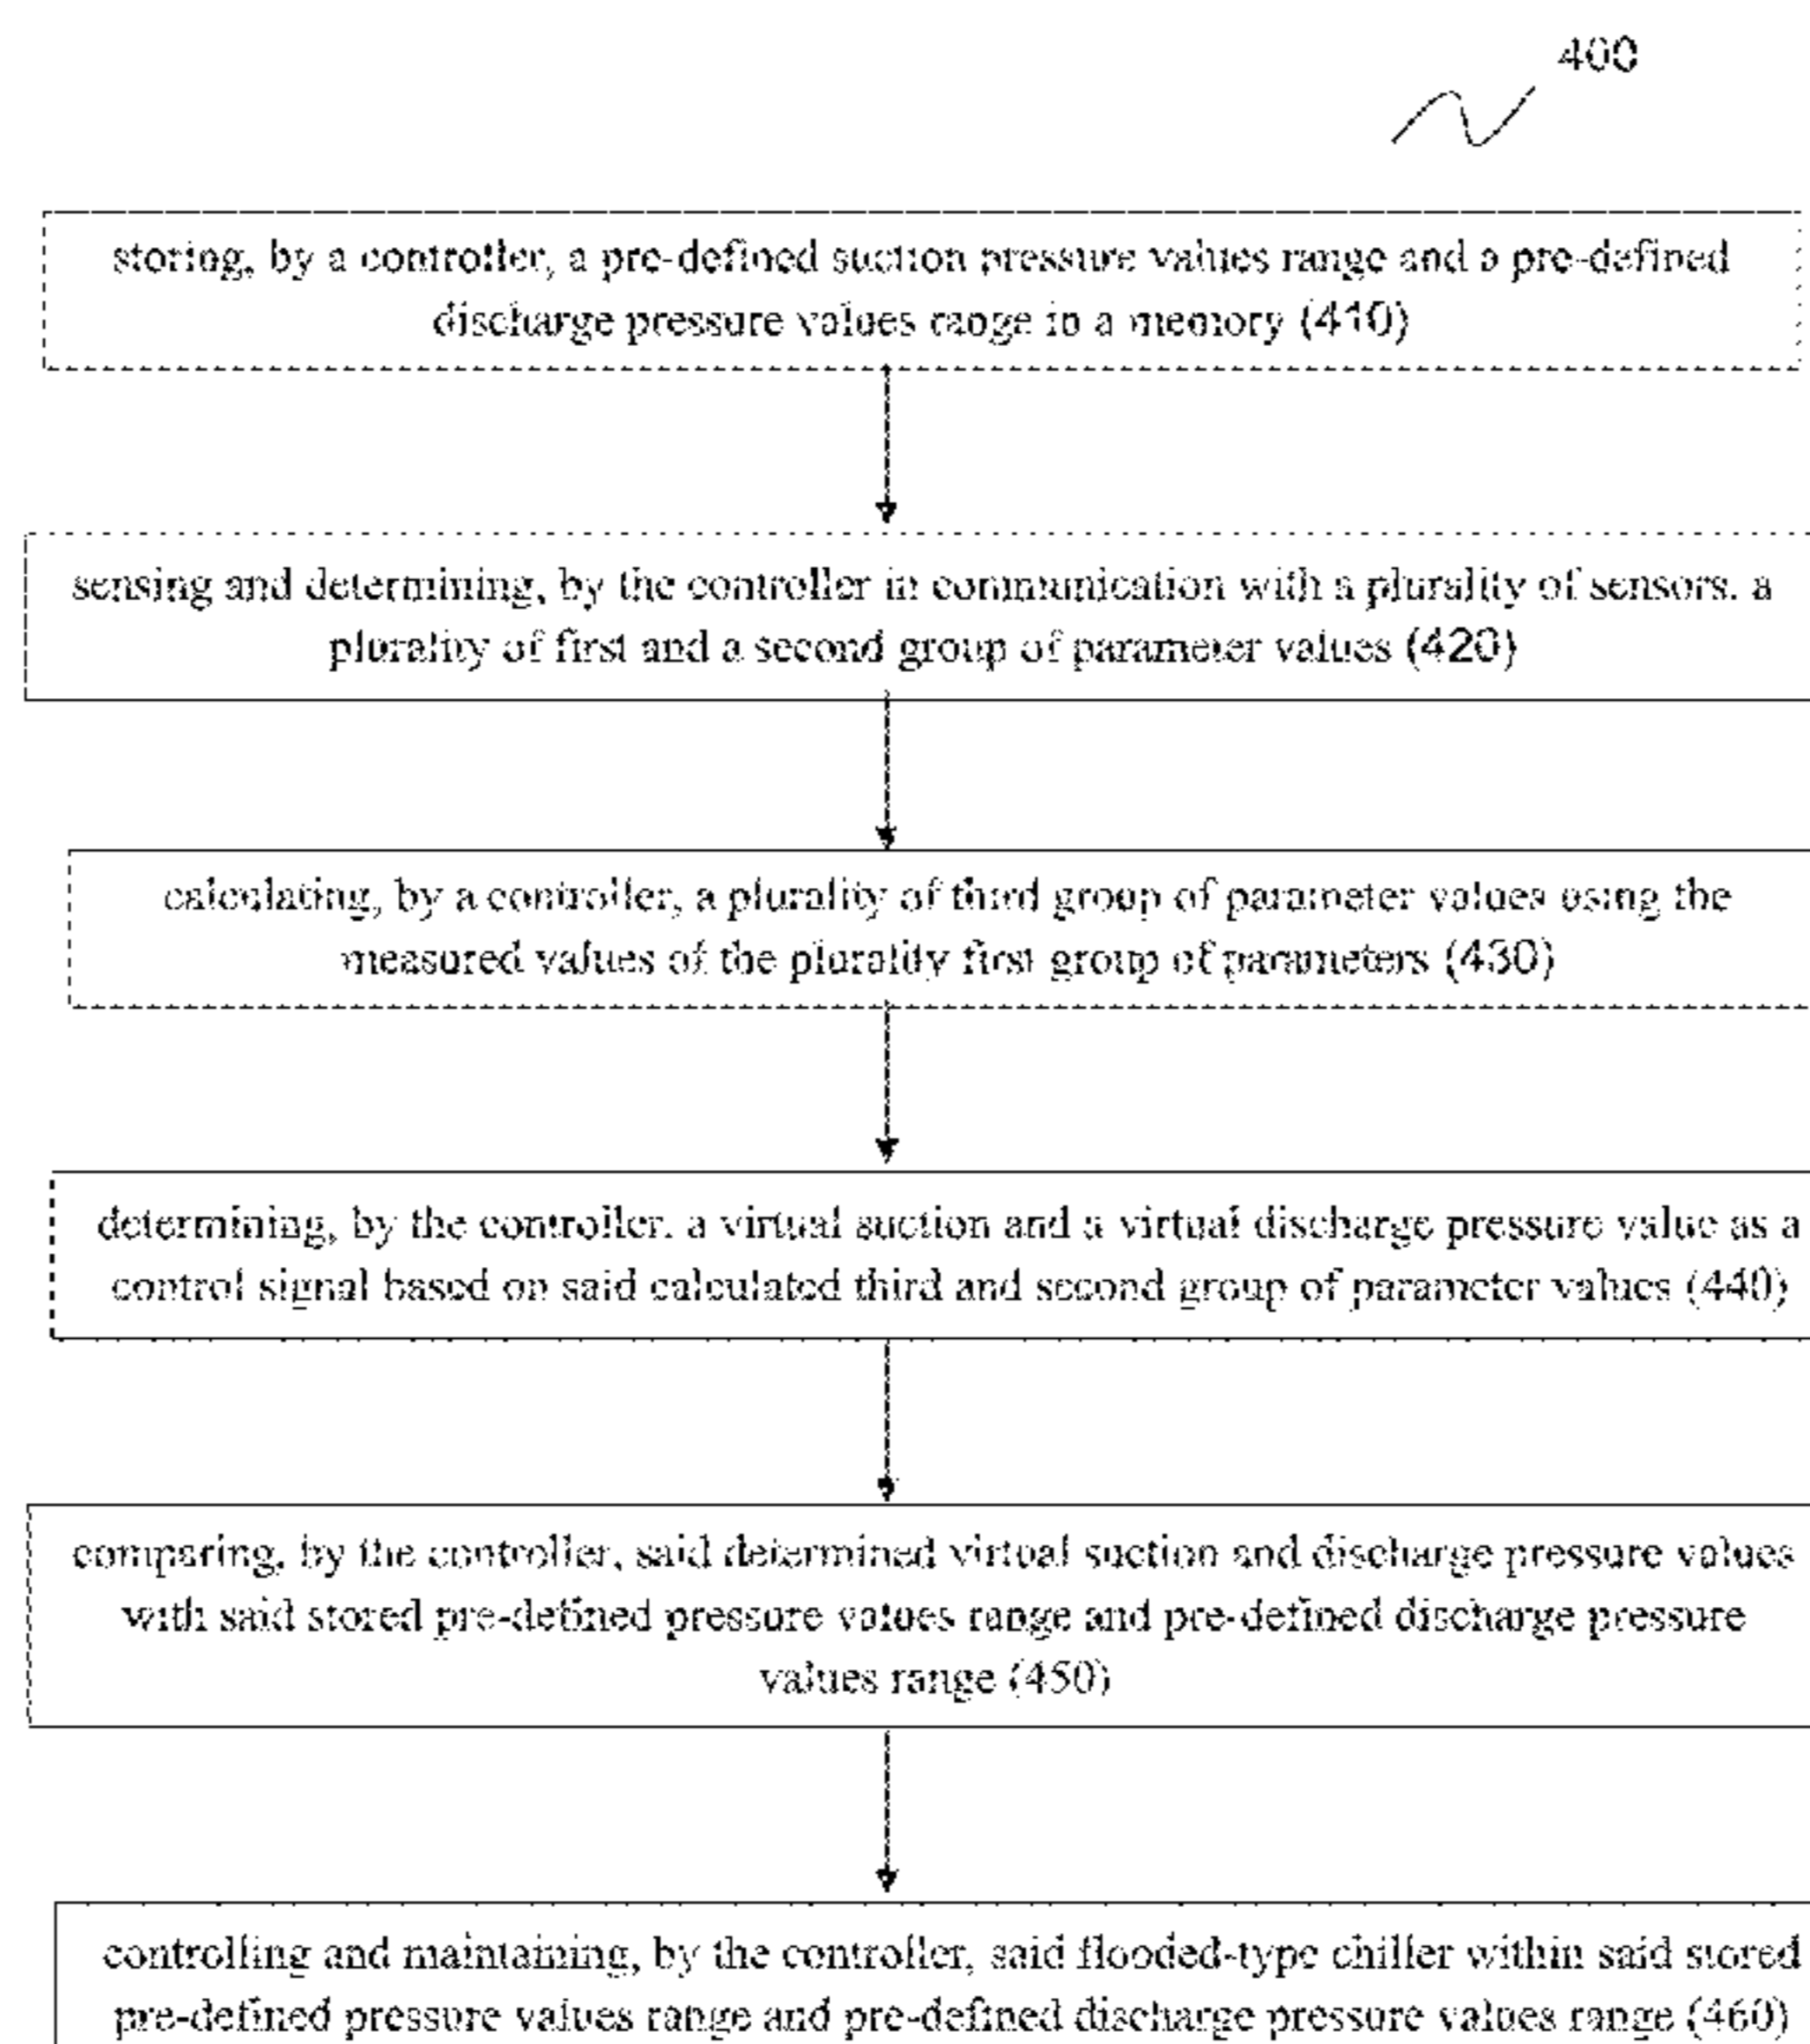 400
storing, by a controller, a pre-defined suction pressure values range and a pre-defined
discharge pressure values range in a memory (410)
sensing and determining, by the controller in communication with a plurality of sensors, a
plurality of first and a second group of parameter values (420)
calculating, by a controller, a plurality of third group of parameter values using the
measured values of the plurality first group of parameters (430)
determining, by the controller, a virtual suction and a virtual discharge pressure value as a
control signal based on said calculated third and second group of parameter values (440)
comparing, by the controller, said determined virtual suction and discharge pressure values
with said stored pre-defined pressure values range and pre-defined discharge pressure
values range (450)
controlling and maintaining, by the controller, said flooded-type chiller within said stored
pre-defined pressure values range and pre-defined discharge pressure values range (460)